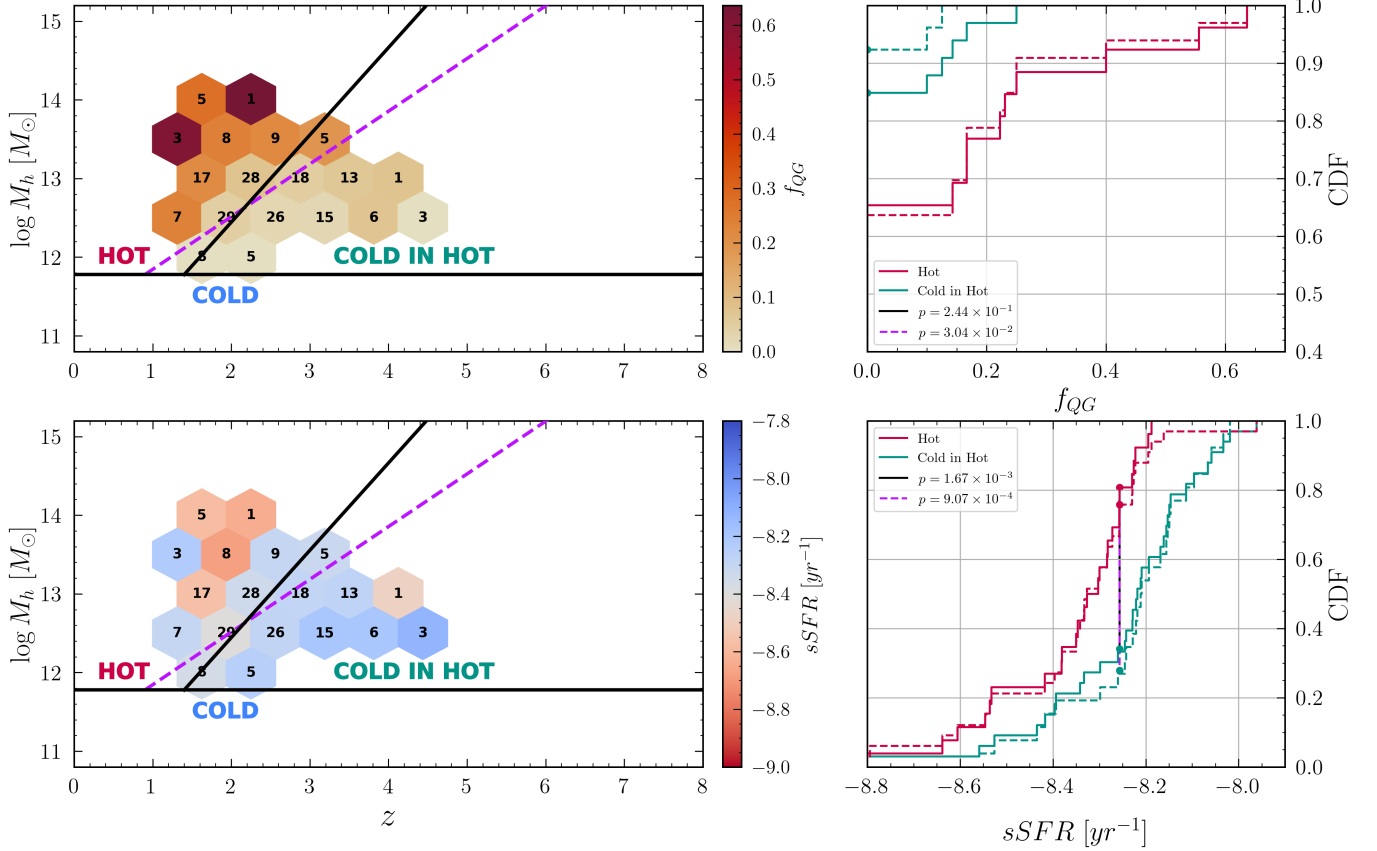 15
14
13
12
11
log M_h [M_⊙]
5 1
3 8 9 5
17 28 18 13 1
7 29 26 15 6 3
8 5
HOT
COLD IN HOT
COLD
0 1 2 3 4 5 6 7 8
0.6
0.5
0.4
0.3
0.2
0.1
0.0
f_QG
Hot
Cold in Hot
p = 2.44 × 10^−1
p = 3.04 × 10^−2
1.0
0.9
0.8
0.7
0.6
0.5
0.4
CDF
0.0 0.2 0.4 0.6
f_QG
15
14
13
12
11
log M_h [M_⊙]
5 1
3 8 9 5
17 28 18 13 1
7 29 26 15 6 3
8 5
HOT
COLD IN HOT
COLD
0 1 2 3 4 5 6 7 8
z
−7.8
−8.0
−8.2
−8.4
−8.6
−8.8
−9.0
sSFR [yr^−1]
Hot
Cold in Hot
p = 1.67 × 10^−3
p = 9.07 × 10^−4
1.0
0.8
0.6
0.4
0.2
0.0
CDF
−8.8 −8.6 −8.4 −8.2 −8.0
sSFR [yr^−1]